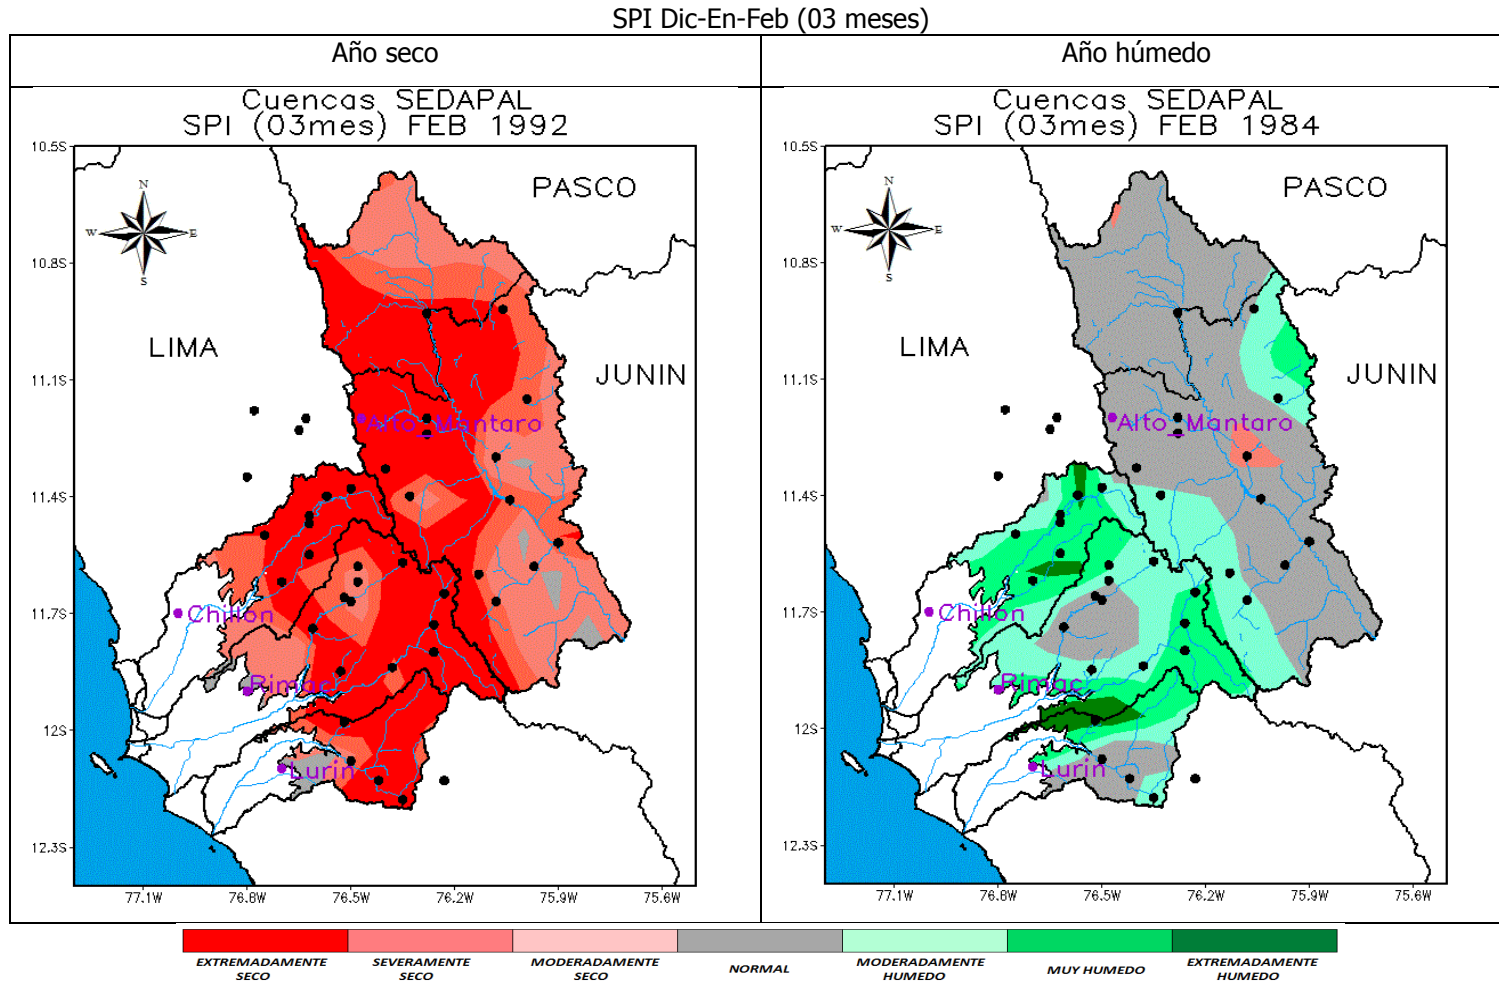 SPI Dic-En-Feb (03 meses)
Año seco
Año húmedo
Cuencas SEDAPAL
SPI (03mes) FEB 1992
10.5S
10.8S
11.1S
11.4S
11.7S
12S
12.3S
77.1W
76.8W
76.5W
76.2W
75.9W
75.6W
N
W
E
S
PASCO
LIMA
JUNIN
Alto_Mantaro
Chillon
Rimac
Lurin
Cuencas SEDAPAL
SPI (03mes) FEB 1984
10.5S
10.8S
11.1S
11.4S
11.7S
12S
12.3S
77.1W
76.8W
76.5W
76.2W
75.9W
75.6W
N
W
E
S
PASCO
LIMA
JUNIN
Alto_Mantaro
Chillon
Rimac
Lurin
EXTREMADAMENTE
SECO
SEVERAMENTE
SECO
MODERADAMENTE
SECO
NORMAL
MODERADAMENTE
HUMEDO
MUY HUMEDO
EXTREMADAMENTE
HUMEDO